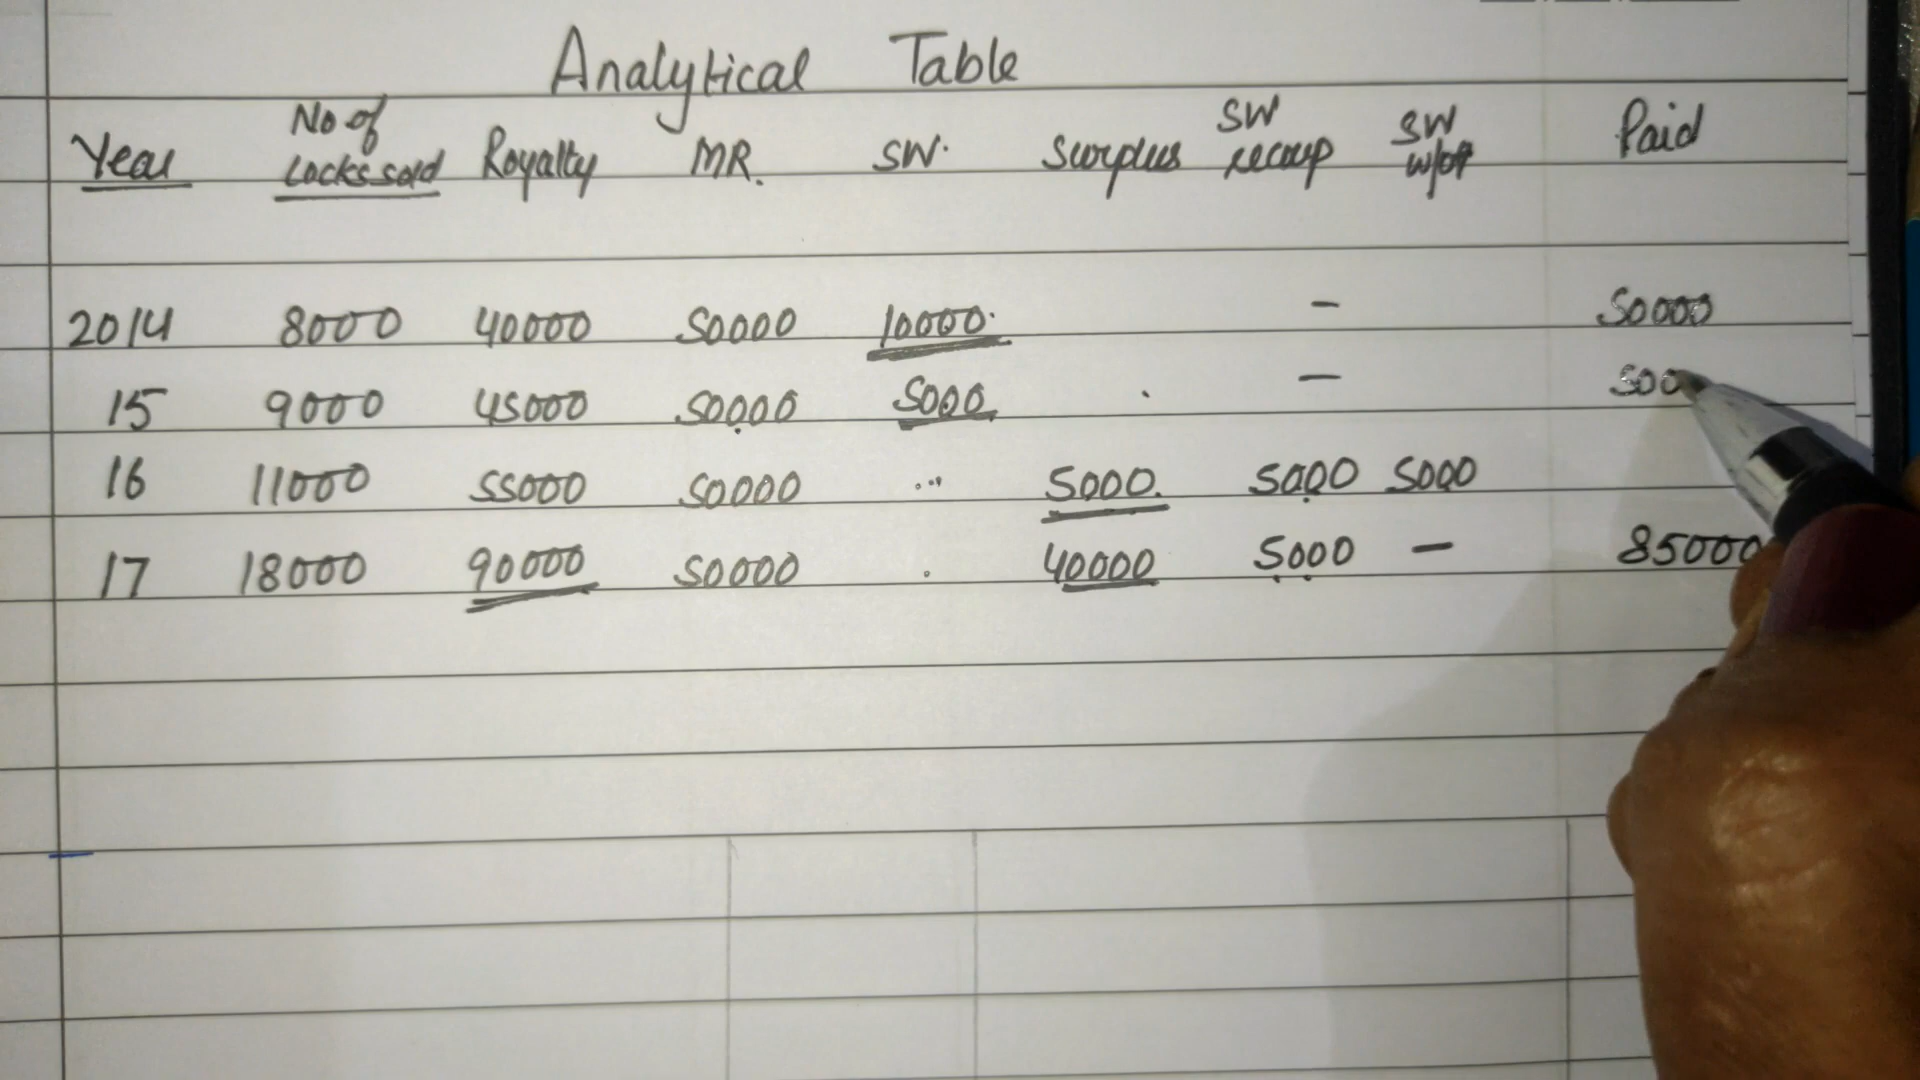 Analytical Table
Year No of Locks sold Royalty MR. SW. Surplus SW recoup SW w/off Paid
2014 8000 40000 50000 10000. - 50000
15 9000 45000 50000 5000 . - 500
16 11000 55000 50000 ... 5000. 5000 5000
17 18000 90000 50000 . 40000 5000 - 85000